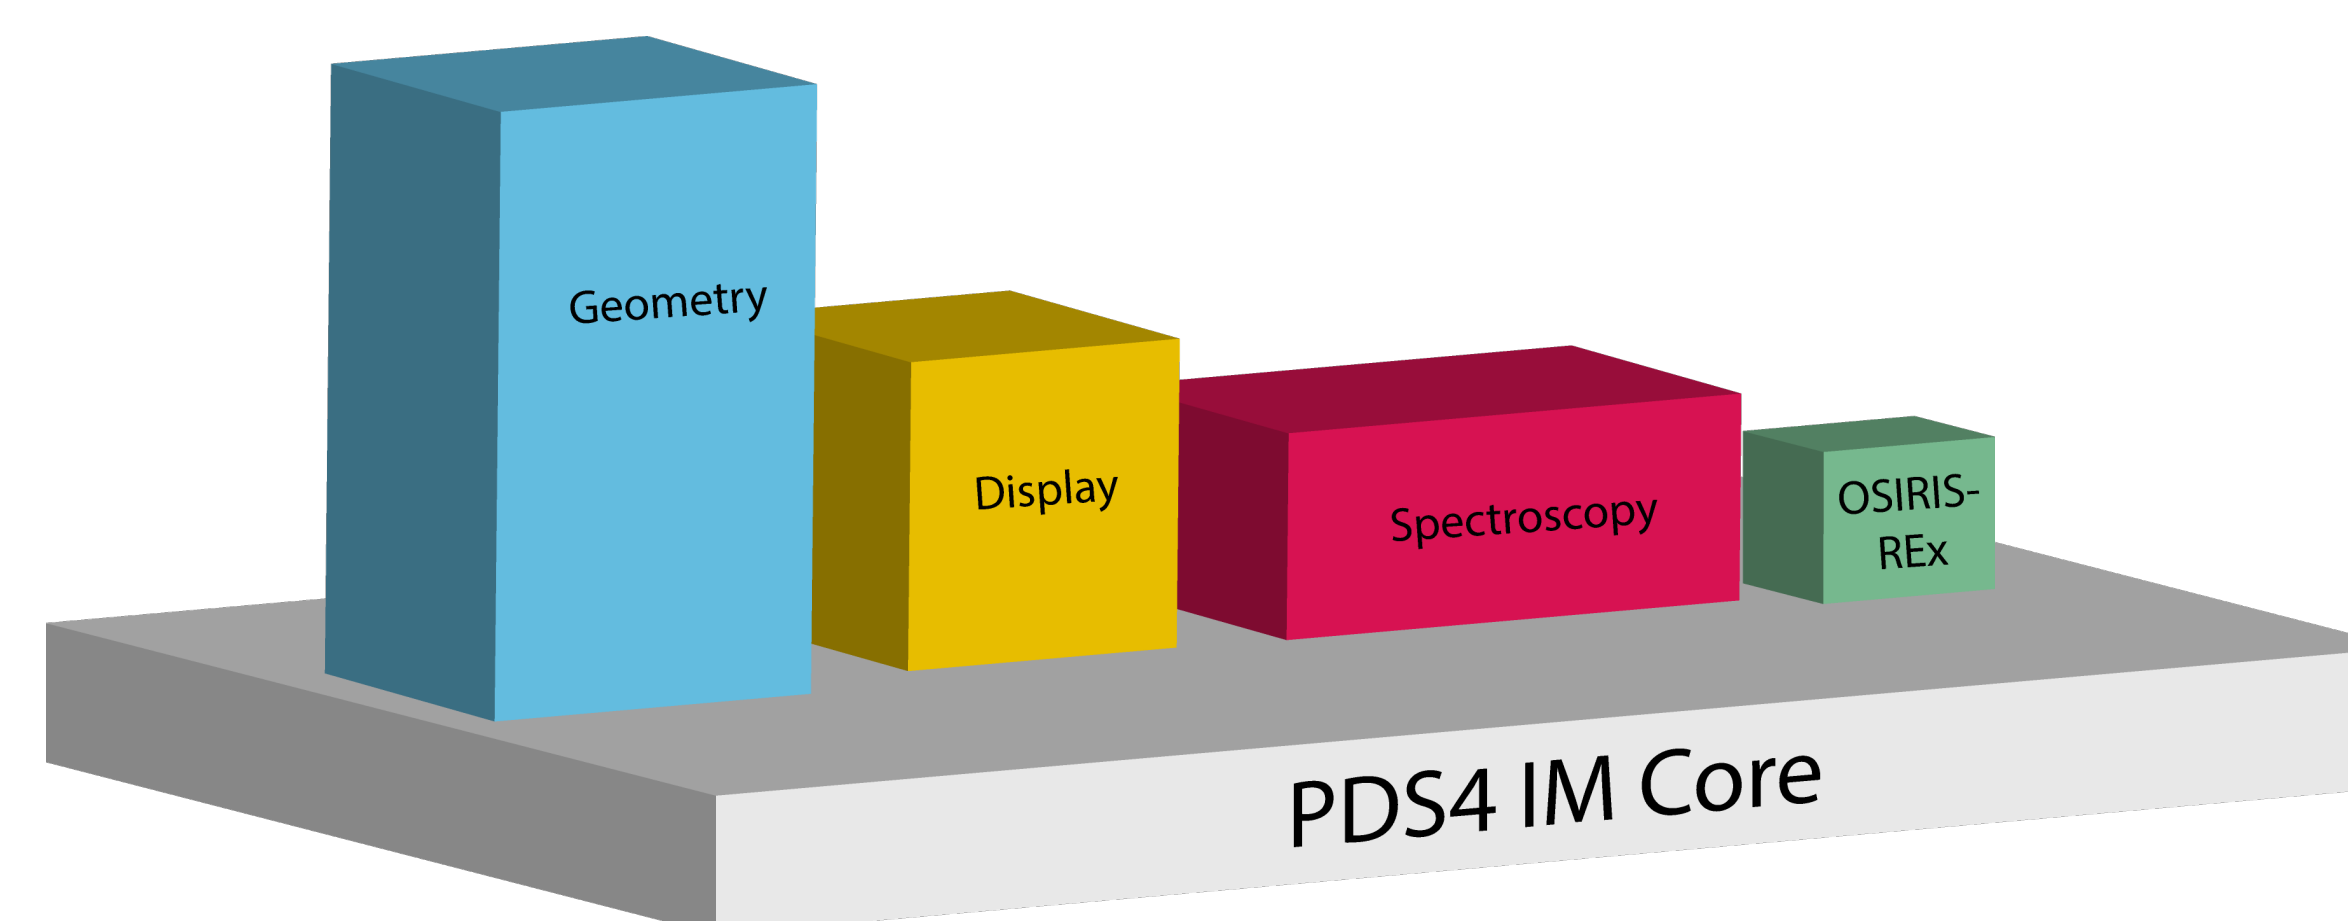 Geometry
Display
Spectroscopy
OSIRIS-
REx
PDS4 IM Core